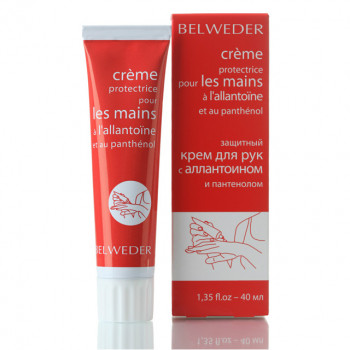 crème
protectrice
pour
les mains
à l'allantoïne
et au panthénol
BELWEDER
BELWEDER
crème
protectrice
pour les mains
à l'allantoïne
et au panthénol
защитный
крем для рук
с аллантоином
и пантенолом
1,35 fl.oz – 40 мл